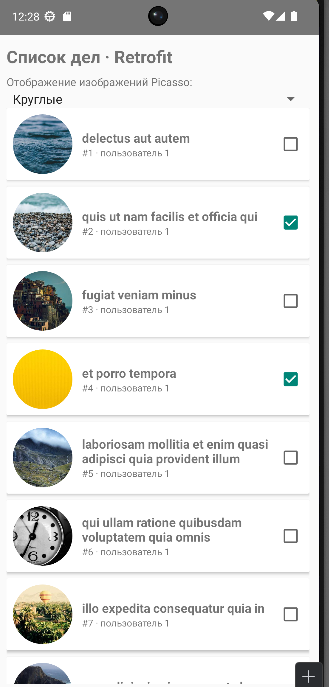 12:28
Список дел · Retrofit
Отображение изображений Picasso:
Круглые
delectus aut autem
#1 · пользователь 1
quis ut nam facilis et officia qui
#2 · пользователь 1
fugiat veniam minus
#3 · пользователь 1
et porro tempora
#4 · пользователь 1
laboriosam mollitia et enim quasi
adipisci quia provident illum
#5 · пользователь 1
qui ullam ratione quibusdam
voluptatem quia omnis
#6 · пользователь 1
illo expedita consequatur quia in
#7 · пользователь 1